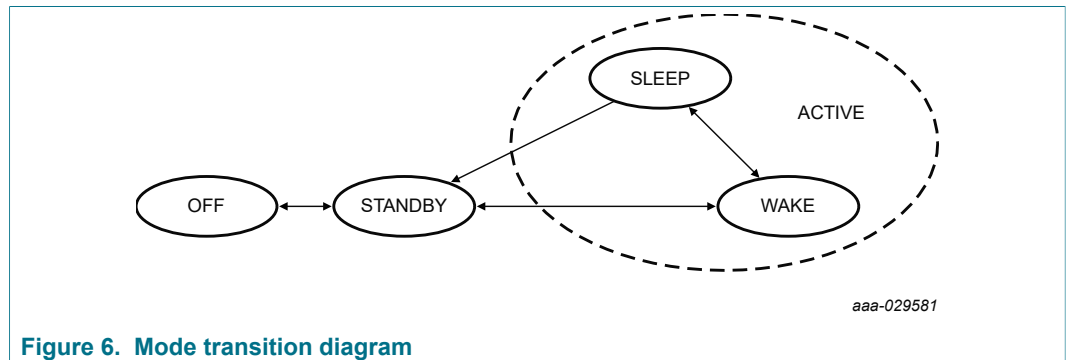 SLEEP
ACTIVE
OFF
STANDBY
WAKE
aaa-029581
Figure 6. Mode transition diagram